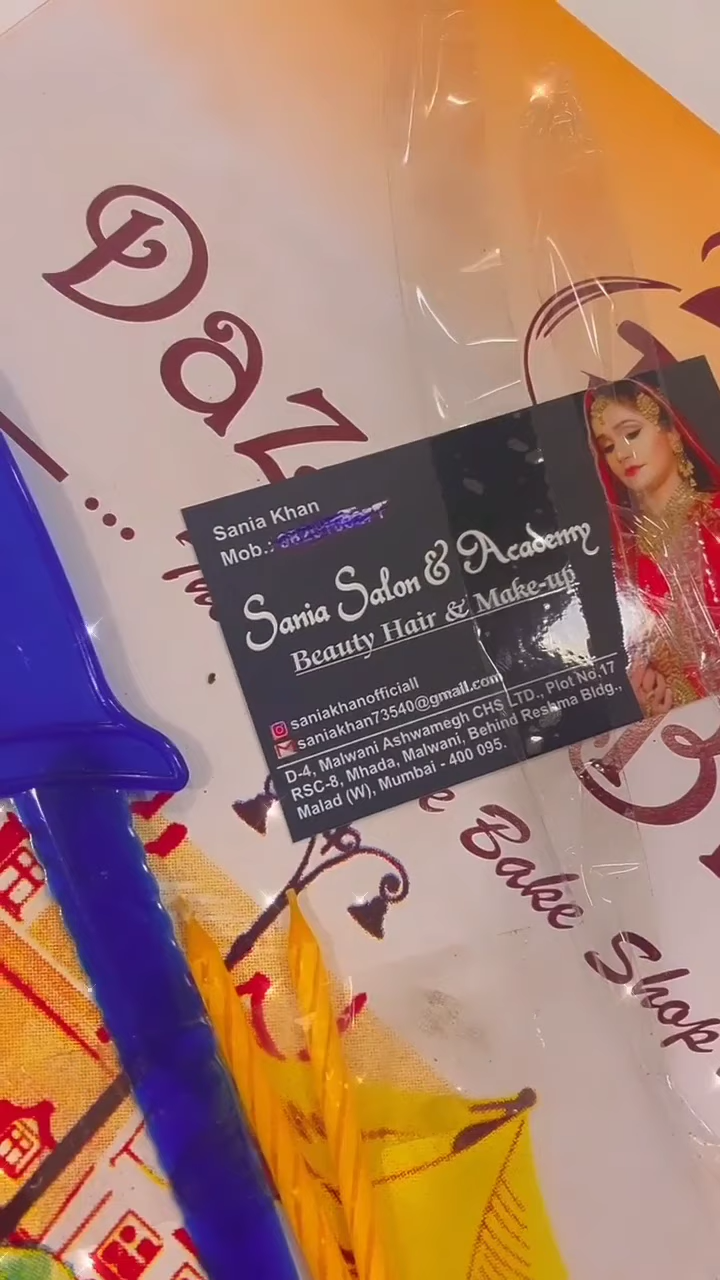 Daz
Sania Khan
Mob.:
Sania Salon & Academy
Beauty Hair & Make-up
saniakhanofficiall
saniakhan73540@gmail.com
D-4, Malwani Ashwamegh CHS LTD., Plot No.17
RSC-8, Mhada, Malwani, Behind Reshma Bldg.,
Malad (W), Mumbai - 400 095.
Bake Shop